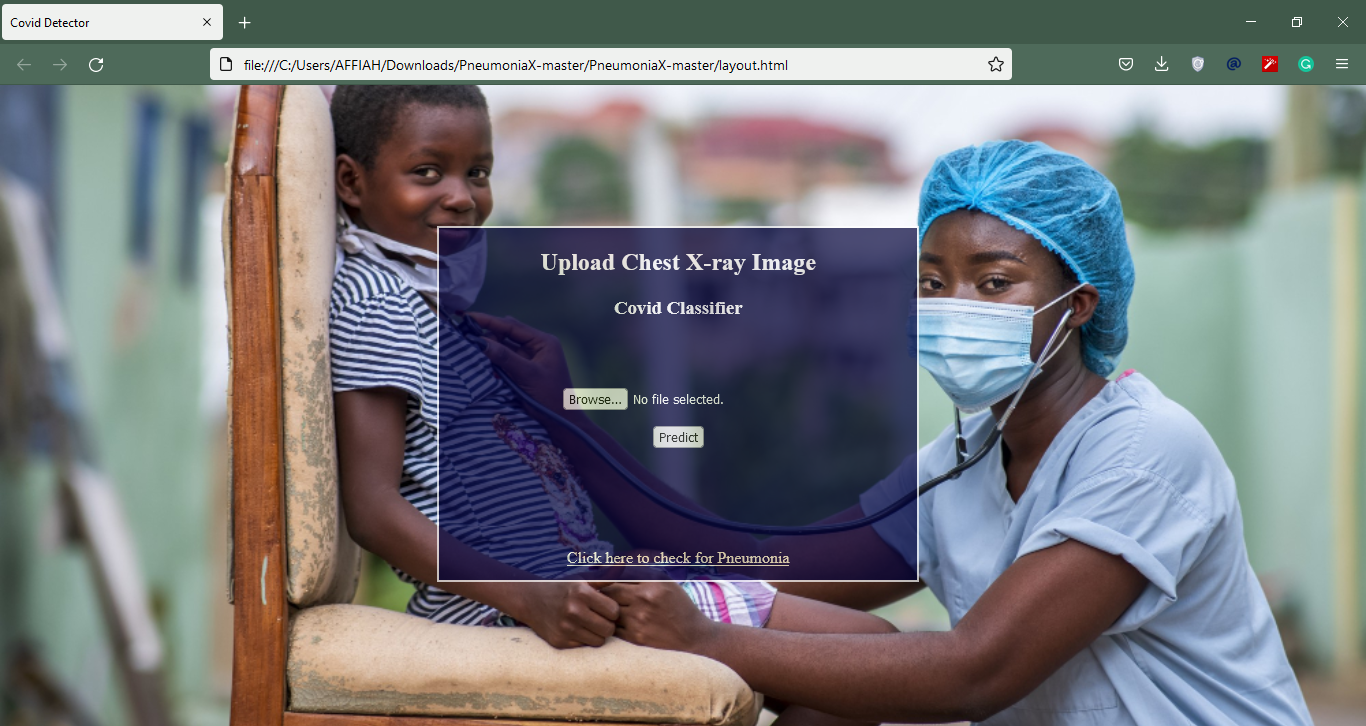 Covid Detector
file:///C:/Users/AFFIAH/Downloads/PneumoniaX-master/PneumoniaX-master/layout.html
Upload Chest X-ray Image
Covid Classifier
Browse... No file selected.
Predict
Click here to check for Pneumonia